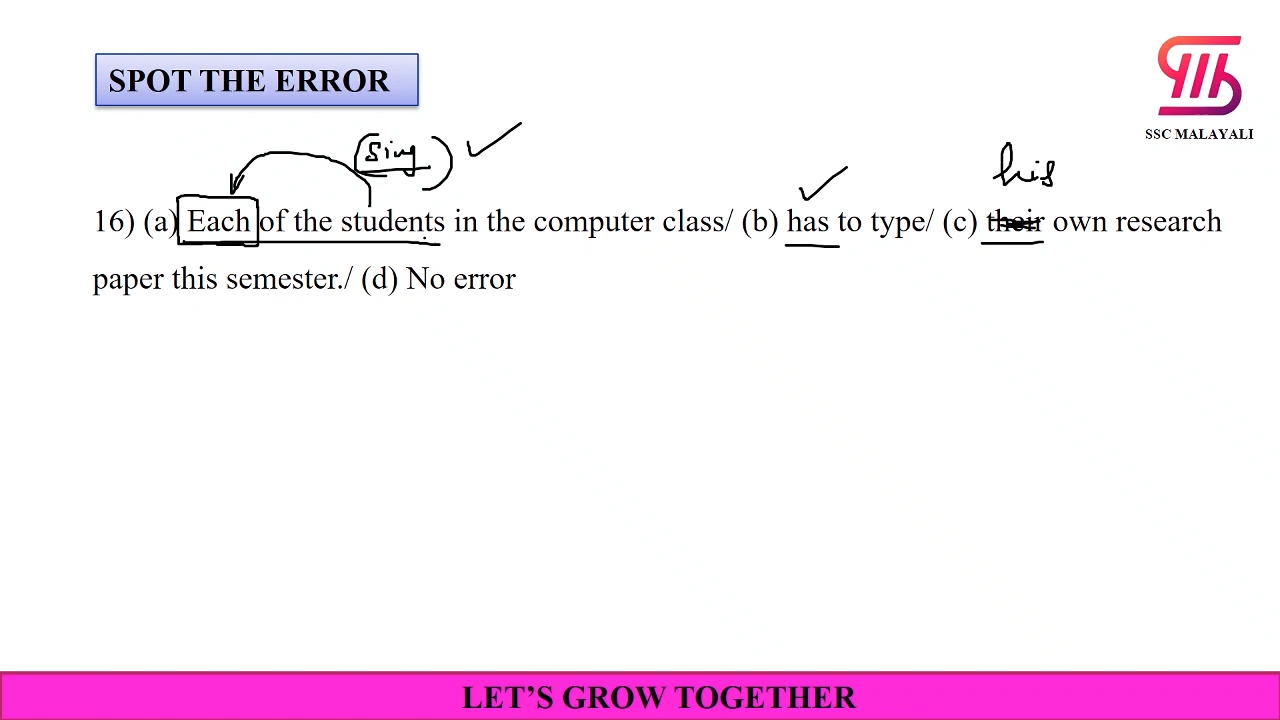 SPOT THE ERROR
SSC MALAYALI
(Sing)
his
16) (a) Each of the students in the computer class/ (b) has to type/ (c) their own research
paper this semester./ (d) No error
LET’S GROW TOGETHER